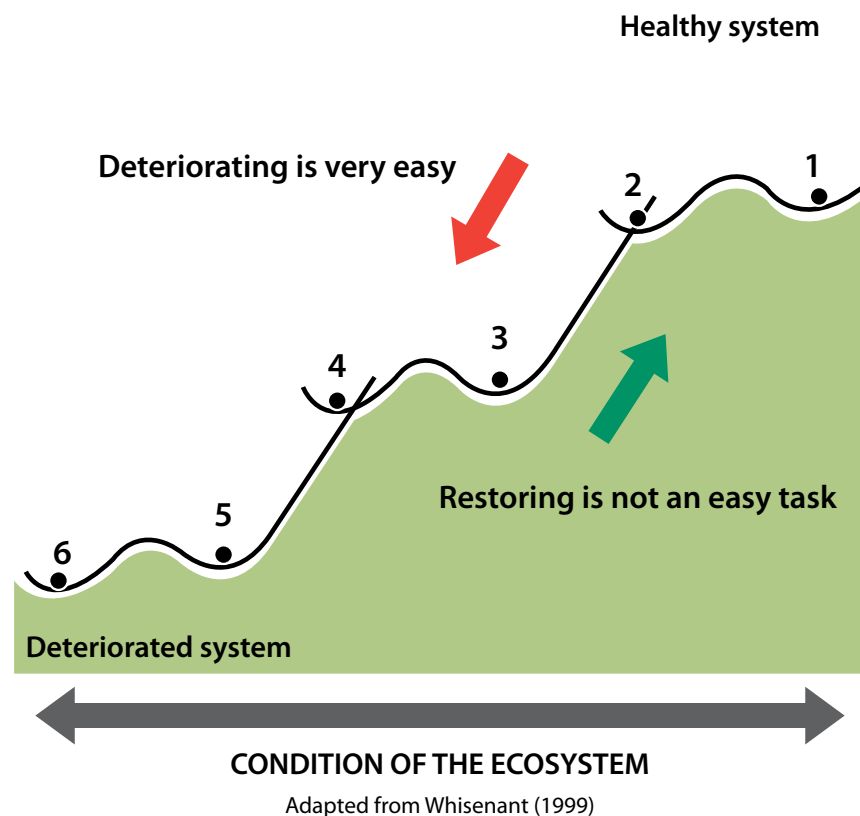 Healthy system
Deteriorating is very easy
1
2
3
4
Restoring is not an easy task
5
6
Deteriorated system
CONDITION OF THE ECOSYSTEM
Adapted from Whisenant (1999)